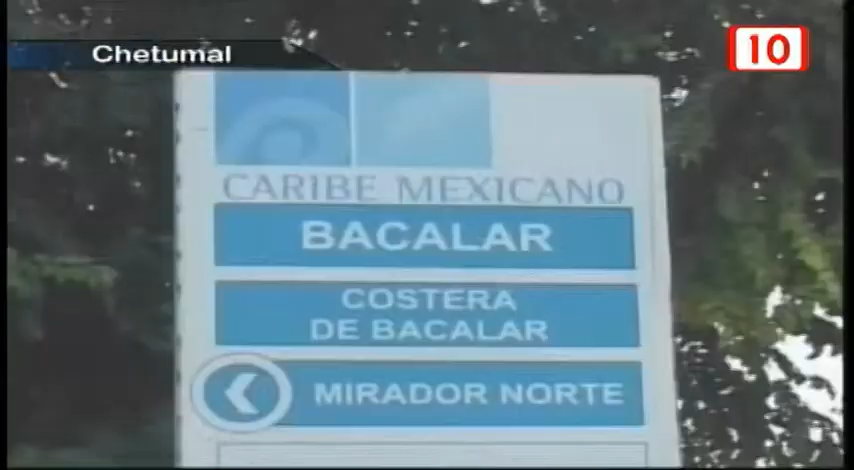 Chetumal
10
CARIBE MEXICANO
BACALAR
COSTERA
DE BACALAR
MIRADOR NORTE